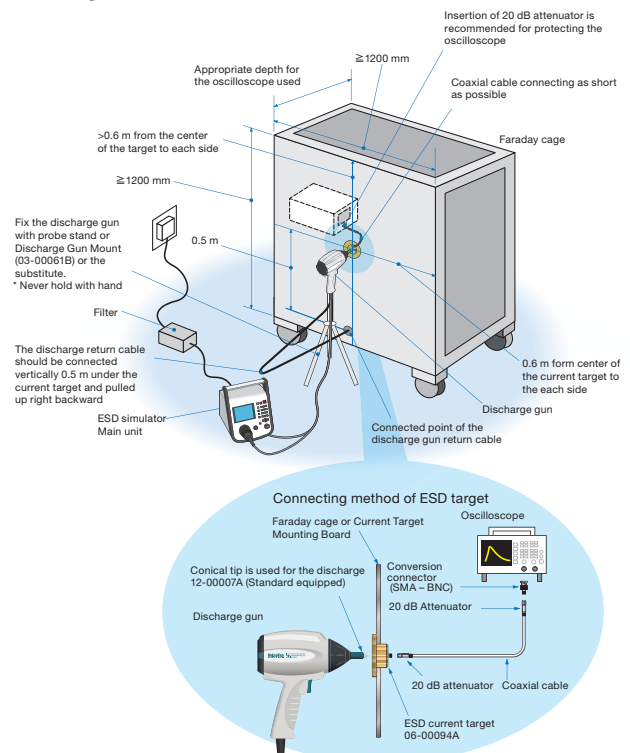 Insertion of 20 dB attenuator is
recommended for protecting the
oscilloscope
≧1200 mm
Appropriate depth for
the oscilloscope used
Coaxial cable connecting as short
as possible
>0.6 m from the center
of the target to each side
Faraday cage
≧1200 mm
Fix the discharge gun
with probe stand or
Discharge Gun Mount
(03-00061B) or the
substitute.
* Never hold with hand
0.5 m
Filter
The discharge return cable
should be connected
vertically 0.5 m under the
current target and pulled
up right backward
0.6 m form center of
the current target to
the each side
Discharge gun
ESD simulator
Main unit
Connected point of the
discharge gun return cable
Connecting method of ESD target
Faraday cage or Current Target
Mounting Board
Oscilloscope
Conical tip is used for the discharge
12-00007A (Standard equipped)
Conversion
connector
(SMA – BNC)
20 dB Attenuator
Discharge gun
20 dB attenuator
Coaxial cable
ESD current target
06-00094A